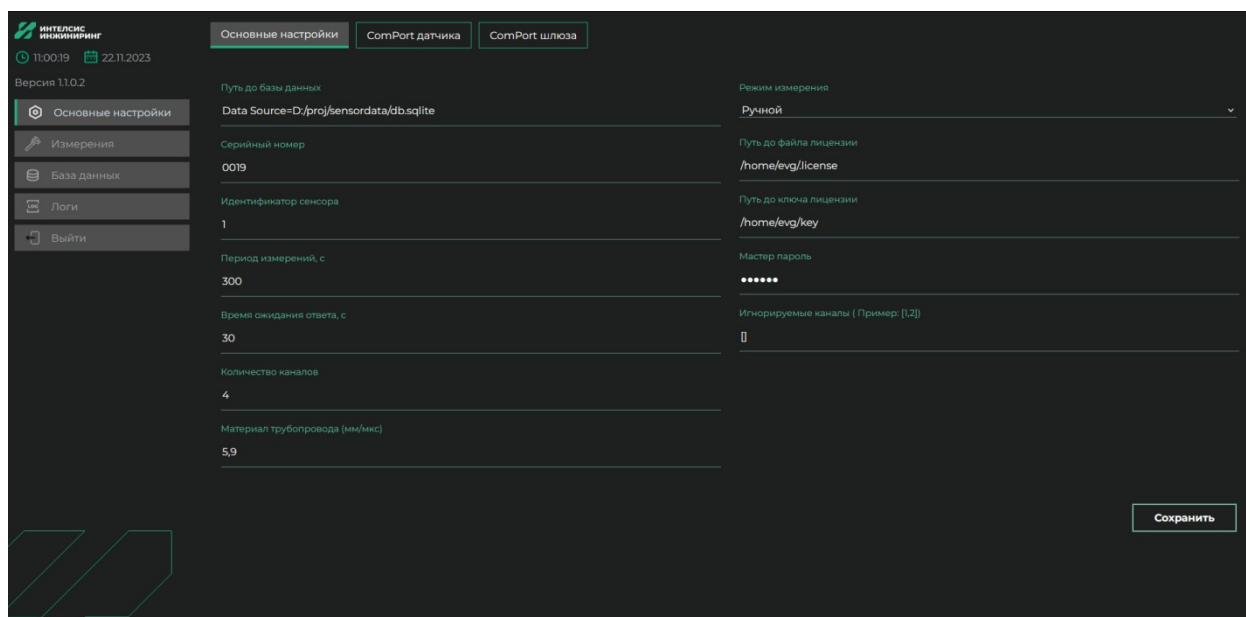 ИНТЕЛСИС
ИНЖИНИРИНГ
11:00:19 22.11.2023
Версия 1.1.0.2
Основные настройки
Измерения
База данных
LOG Логи
Выйти
Основные настройки ComPort датчика ComPort шлюза
Путь до базы данных
Data Source=D:/proj/sensordata/db.sqlite
Серийный номер
0019
Идентификатор сенсора
1
Период измерений, с
300
Время ожидания ответа, с
30
Количество каналов
4
Материал трубопровода (мм/мкс)
5,9
Режим измерения
Ручной
Путь до файла лицензии
/home/evg/.license
Путь до ключа лицензии
/home/evg/key
Мастер пароль
••••••
Игнорируемые каналы ( Пример: [1,2])
[]
Сохранить